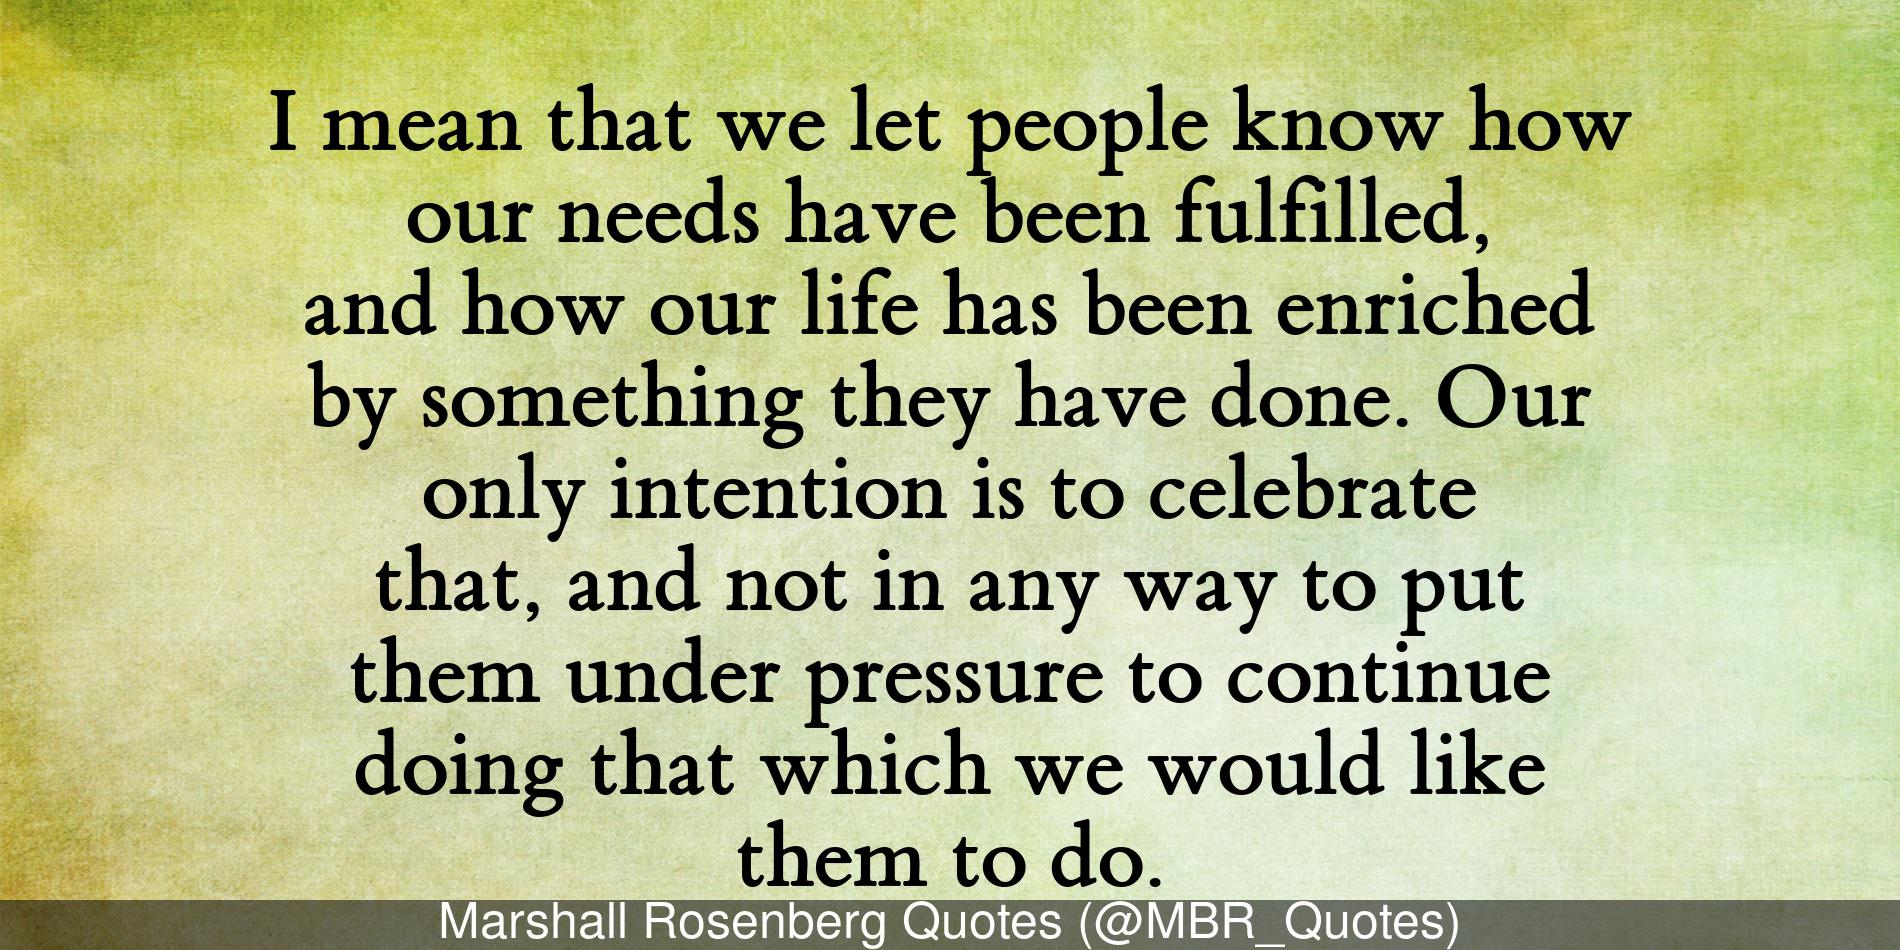 I mean that we let people know how
our needs have been fulfilled,
and how our life has been enriched
by something they have done. Our
only intention is to celebrate
that, and not in any way to put
them under pressure to continue
doing that which we would like
them to do.
Marshall Rosenberg Quotes (@MBR_Quotes)